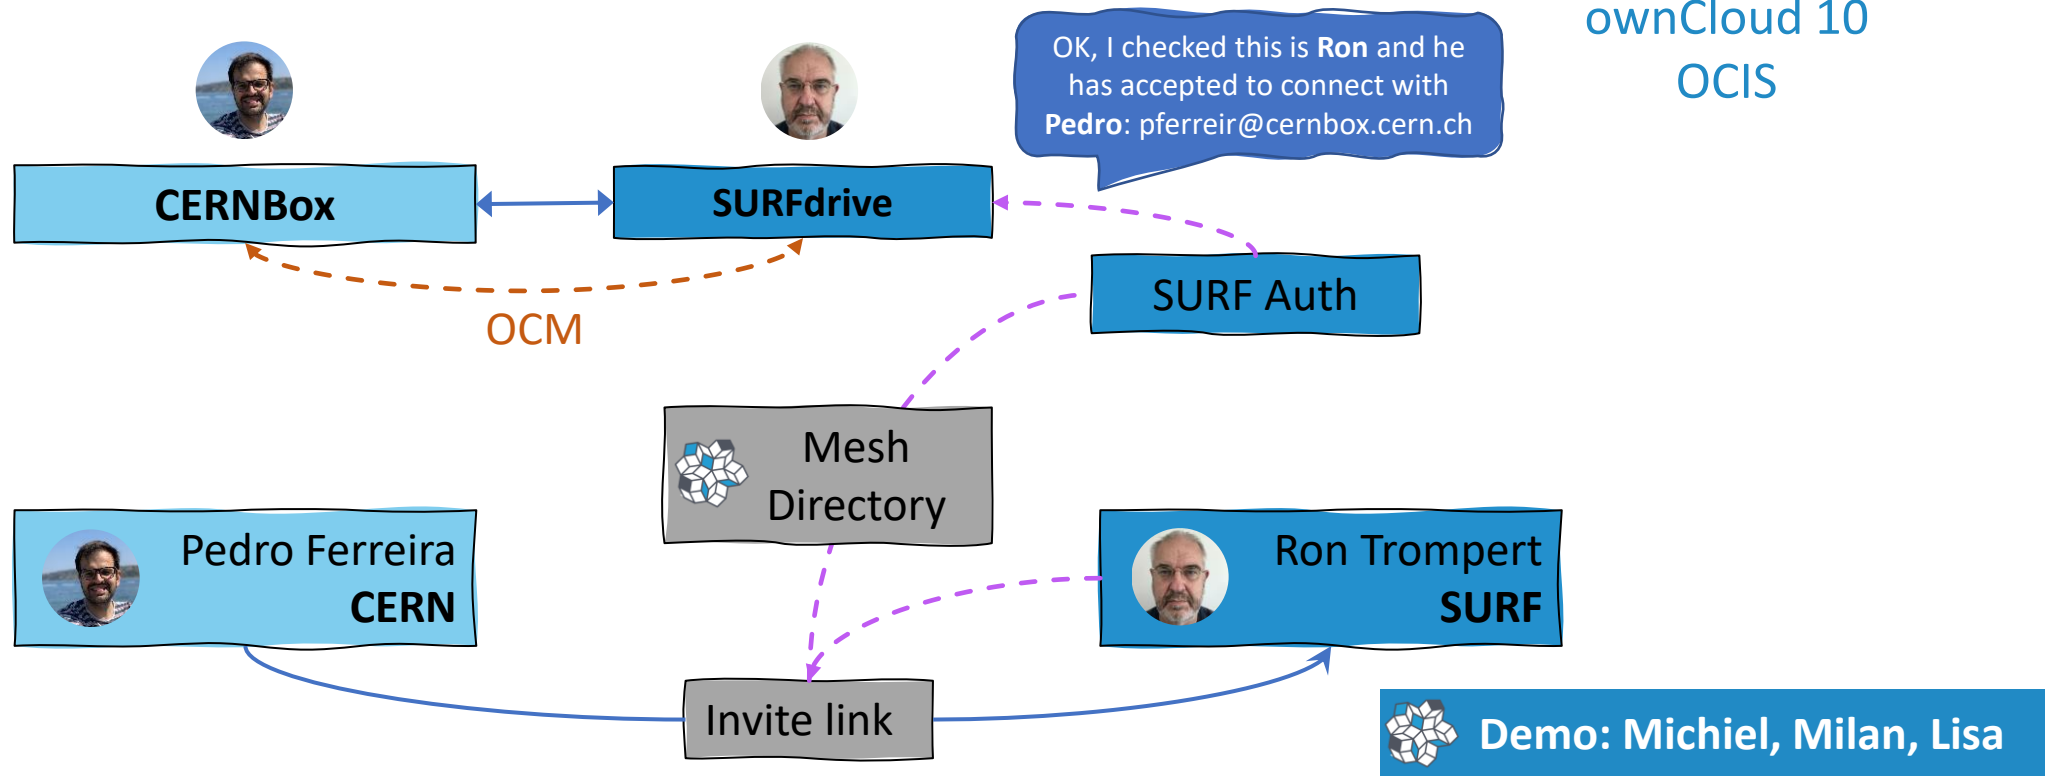 ownCloud 10
OCIS
OK, I checked this is Ron and he
has accepted to connect with
Pedro: pferreir@cernbox.cern.ch
CERNBox
SURFdrive
SURF Auth
OCM
Mesh
Directory
Pedro Ferreira
CERN
Ron Trompert
SURF
Invite link
Demo: Michiel, Milan, Lisa